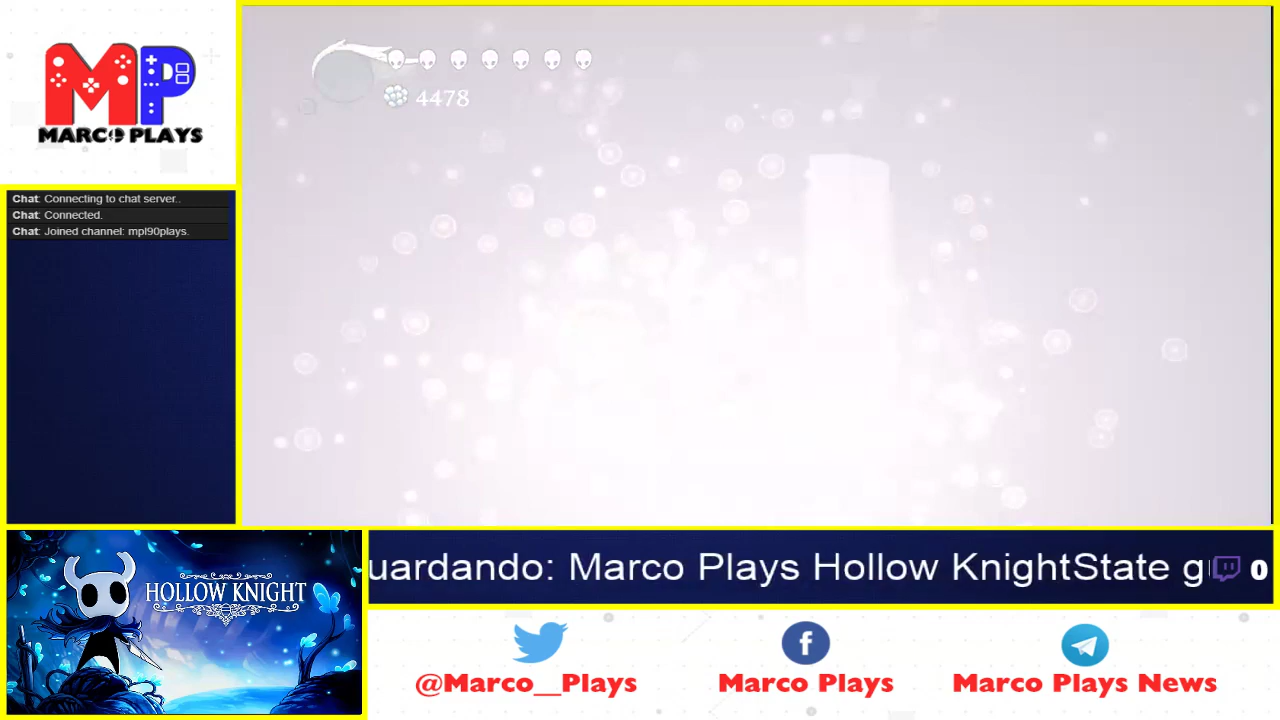 MP
MARCO PLAYS
4478
Chat: Connecting to chat server..
Chat: Connected.
Chat: Joined channel: mpl90plays.
HOLLOW KNIGHT
uardando: Marco Plays Hollow KnightState g
0
@Marco__Plays
Marco Plays
Marco Plays News